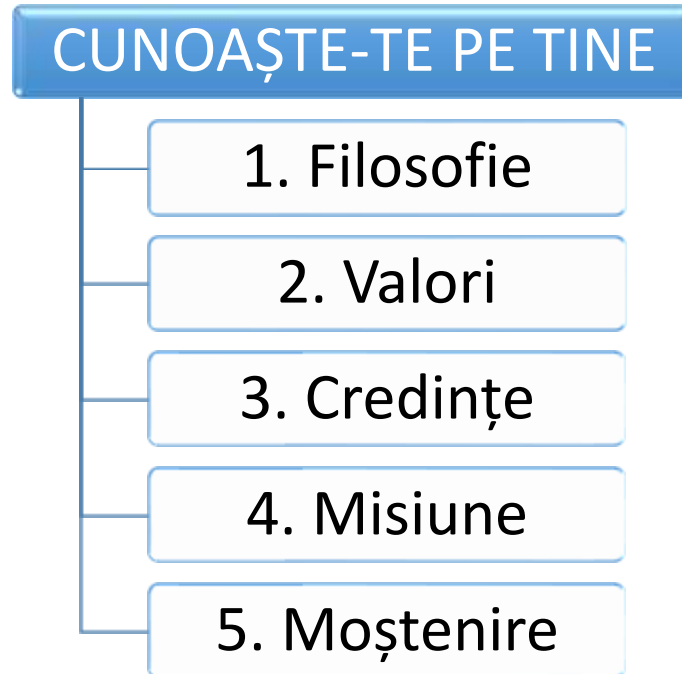 CUNOAȘTE-TE PE TINE
1. Filosofie
2. Valori
3. Credințe
4. Misiune
5. Moștenire